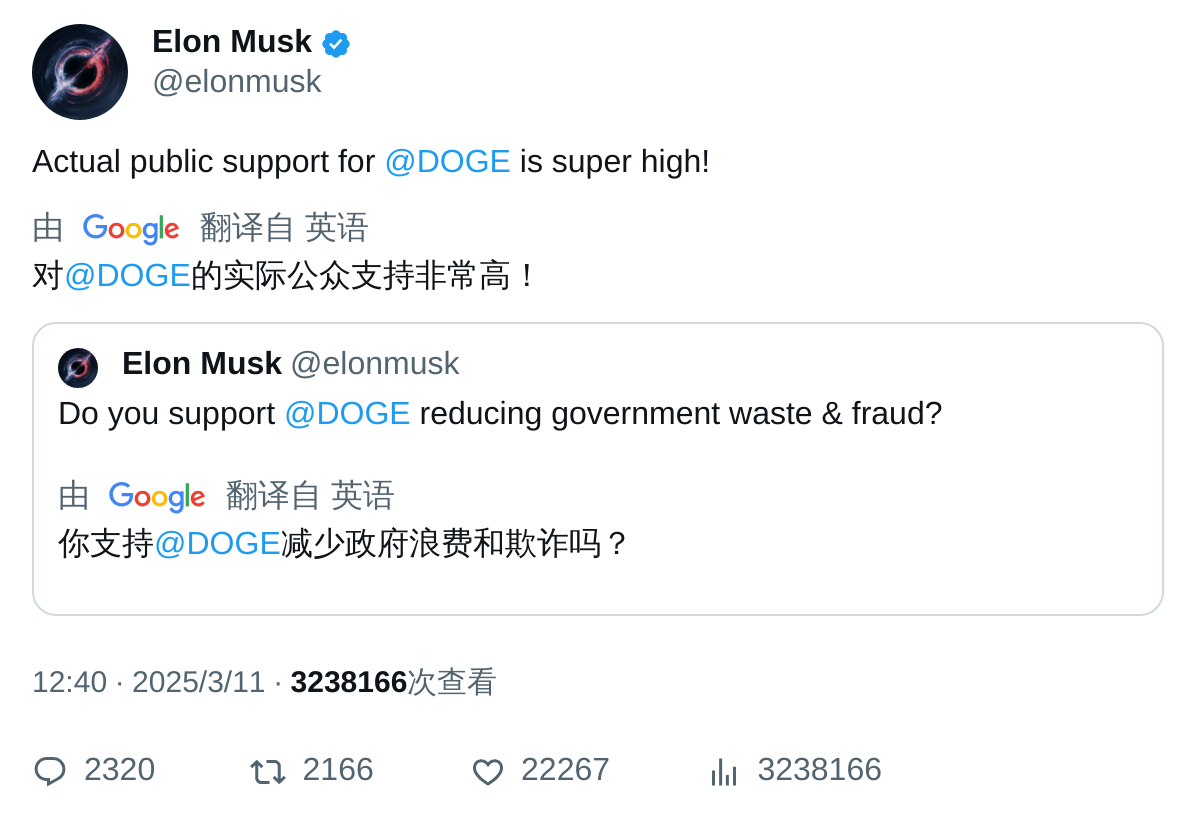 Elon Musk
@elonmusk
Actual public support for @DOGE is super high!
由 Google 翻译自 英语
对@DOGE的实际公众支持非常高！
Elon Musk @elonmusk
Do you support @DOGE reducing government waste & fraud?
由 Google 翻译自 英语
你支持@DOGE减少政府浪费和欺诈吗？
12:40 · 2025/3/11 · 3238166次查看
2320 2166 22267 3238166